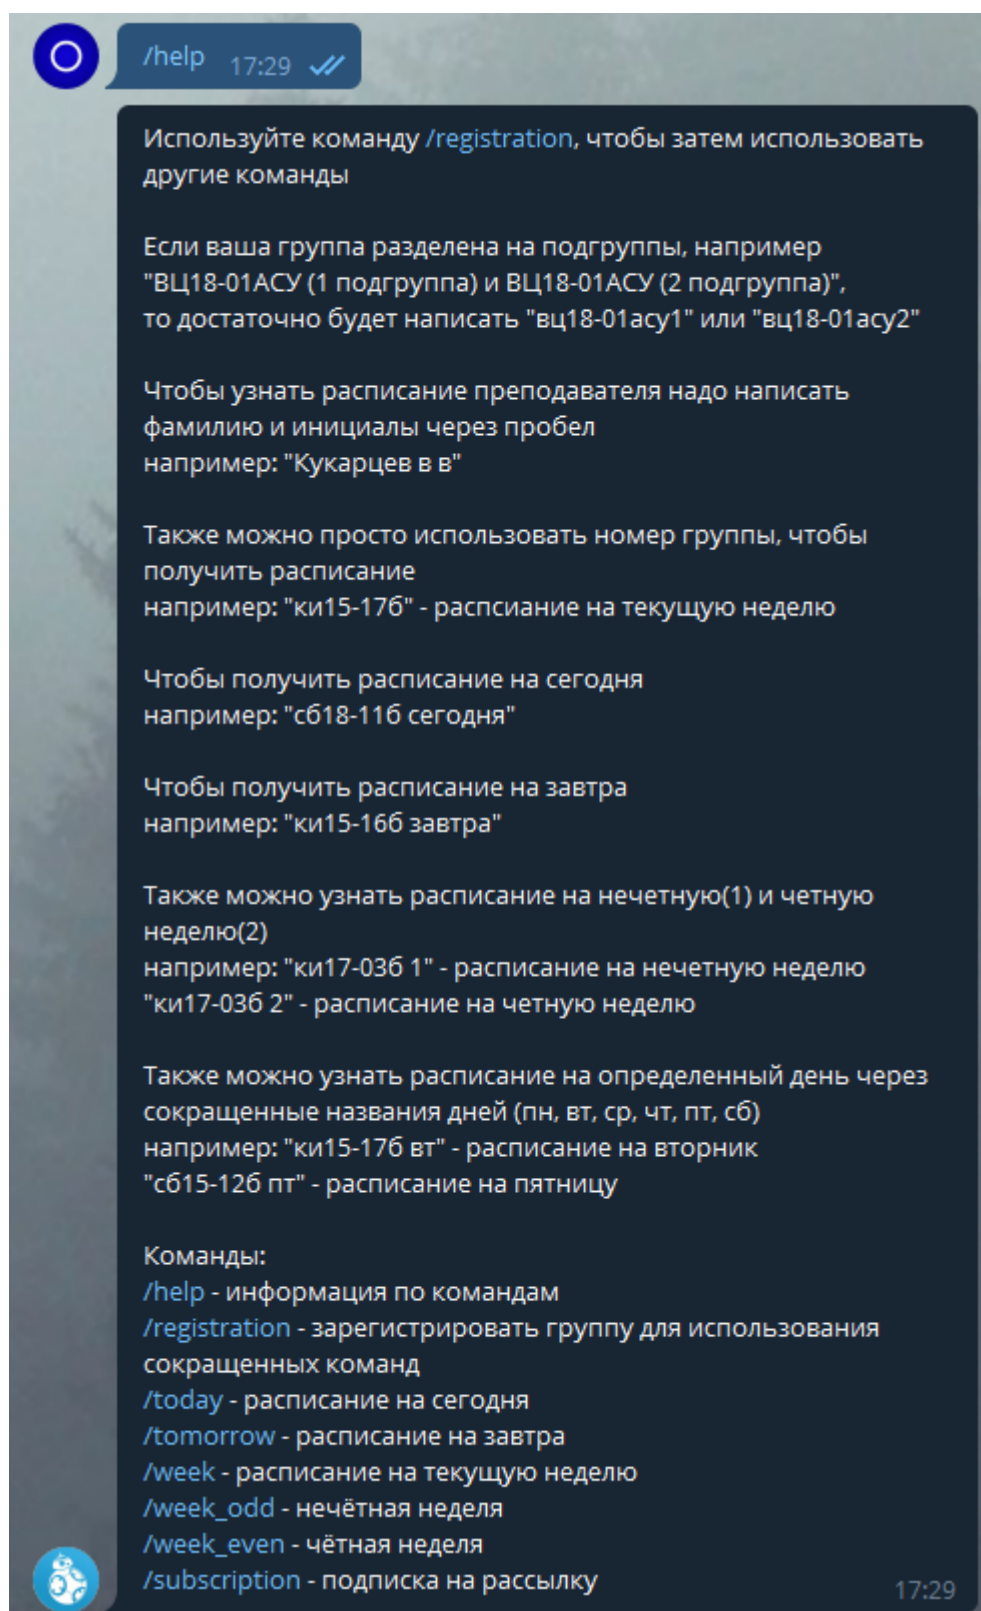 /help 17:29
Используйте команду /registration, чтобы затем использовать
другие команды
Если ваша группа разделена на подгруппы, например
"ВЦ18-01АСУ (1 подгруппа) и ВЦ18-01АСУ (2 подгруппа)",
то достаточно будет написать "вц18-01асу1" или "вц18-01асу2"
Чтобы узнать расписание преподавателя надо написать
фамилию и инициалы через пробел
например: "Кукарцев в в"
Также можно просто использовать номер группы, чтобы
получить расписание
например: "ки15-17б" - распсиание на текущую неделю
Чтобы получить расписание на сегодня
например: "сб18-11б сегодня"
Чтобы получить расписание на завтра
например: "ки15-16б завтра"
Также можно узнать расписание на нечетную(1) и четную
неделю(2)
например: "ки17-03б 1" - расписание на нечетную неделю
"ки17-03б 2" - расписание на четную неделю
Также можно узнать расписание на определенный день через
сокращенные названия дней (пн, вт, ср, чт, пт, сб)
например: "ки15-17б вт" - расписание на вторник
"сб15-12б пт" - расписание на пятницу
Команды:
/help - информация по командам
/registration - зарегистрировать группу для использования
сокращенных команд
/today - расписание на сегодня
/tomorrow - расписание на завтра
/week - расписание на текущую неделю
/week_odd - нечётная неделя
/week_even - чётная неделя
/subscription - подписка на рассылку
17:29